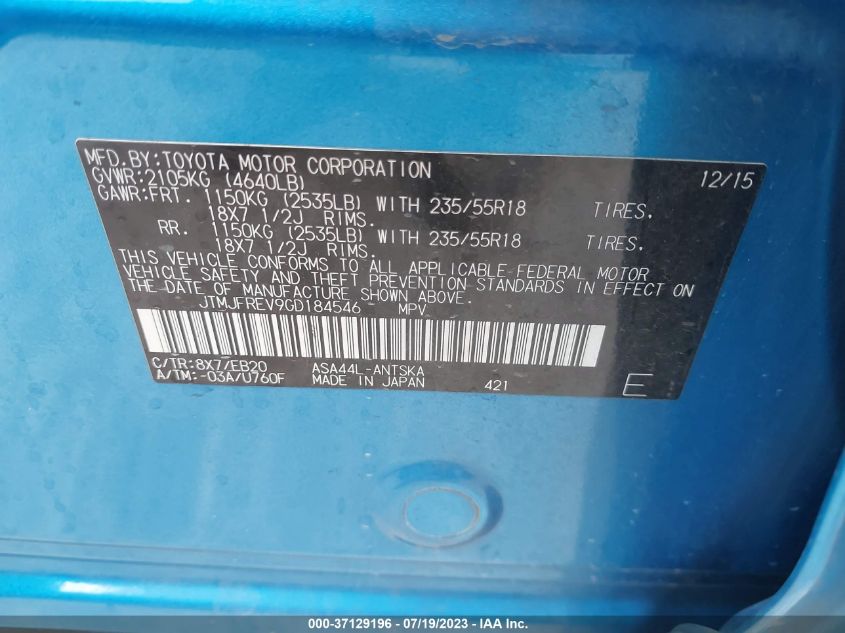 MFD.BY:TOYOTA MOTOR CORPORATION 12/15
GVWR:2105KG (4640LB)
GAWR:FRT. 1150KG (2535LB) WITH 235/55R18 TIRES.
18X7 1/2J RIMS.
RR. 1150KG (2535LB) WITH 235/55R18 TIRES.
18X7 1/2J RIMS.
THIS VEHICLE CONFORMS TO ALL APPLICABLE FEDERAL MOTOR
VEHICLE SAFETY AND THEFT PREVENTION STANDARDS IN EFFECT ON
THE DATE OF MANUFACTURE SHOWN ABOVE.
JTMJFREV9GD184546 MPV
C/TR:8X7/EB20 ASA44L-ANTSKA
A/TM:-03A/U760F MADE IN JAPAN 421 E
000-37129196 - 07/19/2023 - IAA Inc.